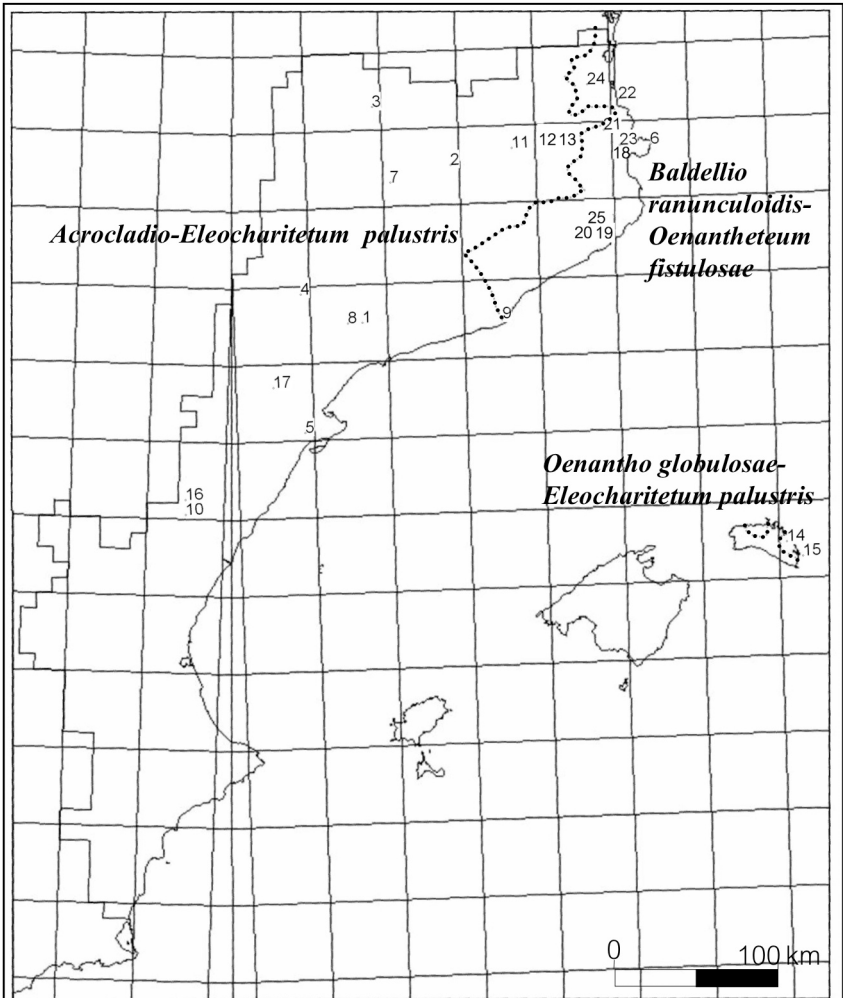 24
22
3
21
11 12 13
23 6
18
2
7
Baldellio
ranunculoidis-
Oenantheteum
fistulosae
Acrocladio-Eleocharitetum palustris
25
20 19
4
8 1
9
17
5
Oenantho globulosae-
Eleocharitetum palustris
16
10
14
15
0 100 km